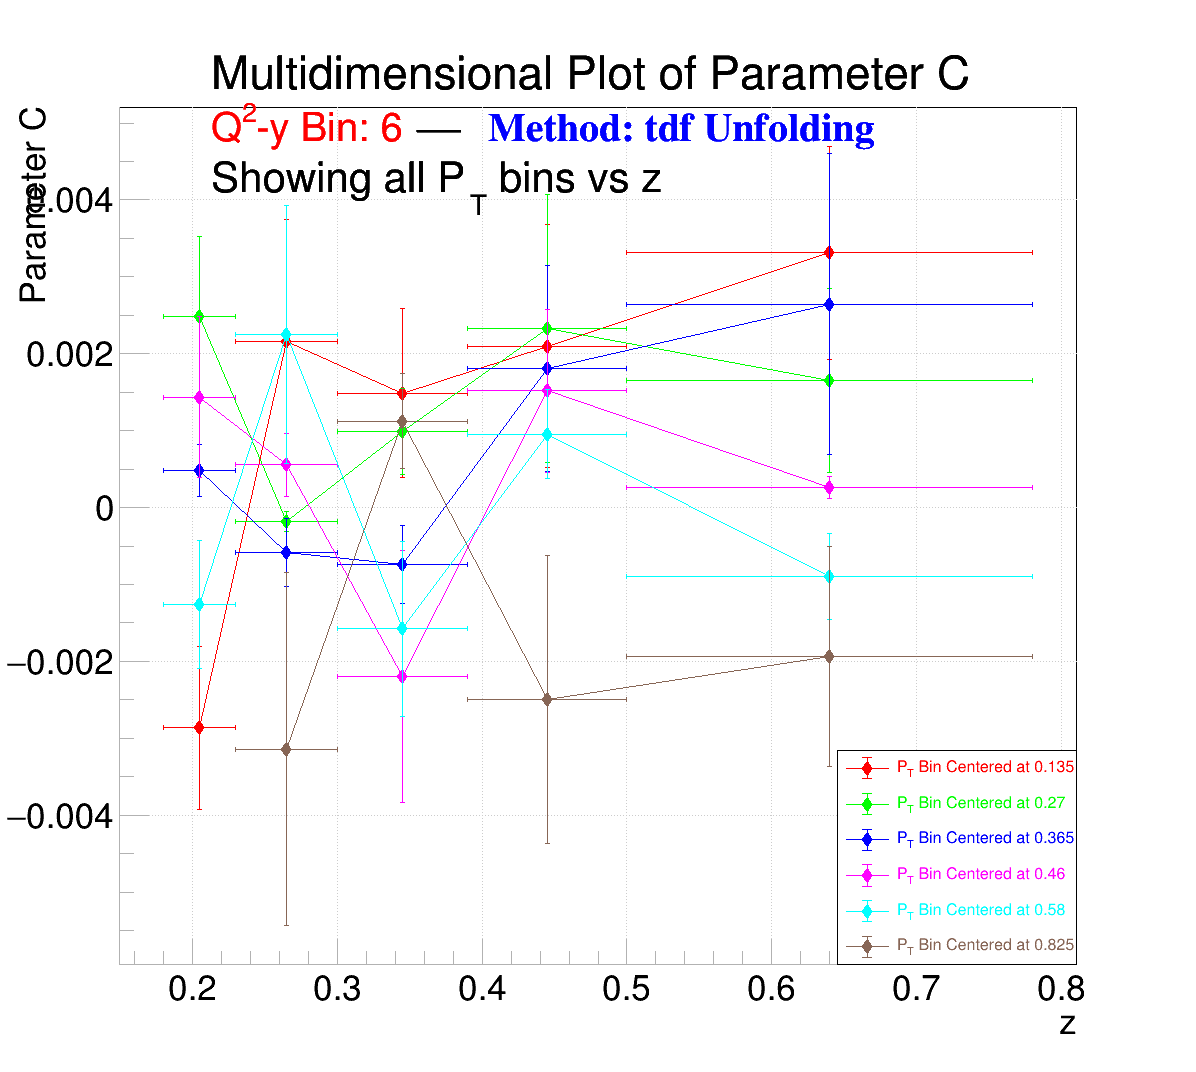 Multidimensional Plot of Parameter C
Q2-y Bin: 6 — Method: tdf Unfolding
Showing all PT bins vs z
Parameter C
0.004
0.002
0
−0.002
−0.004
0.2 0.3 0.4 0.5 0.6 0.7 0.8
z
PT Bin Centered at 0.135
PT Bin Centered at 0.27
PT Bin Centered at 0.365
PT Bin Centered at 0.46
PT Bin Centered at 0.58
PT Bin Centered at 0.825